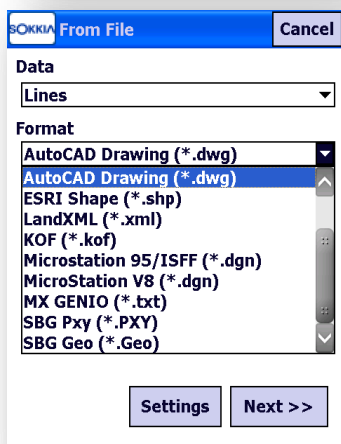 SOKKIA From File Cancel
Data
Lines
Format
AutoCAD Drawing (*.dwg)
AutoCAD Drawing (*.dwg)
ESRI Shape (*.shp)
LandXML (*.xml)
KOF (*.kof)
Microstation 95/ISFF (*.dgn)
MicroStation V8 (*.dgn)
MX GENIO (*.txt)
SBG Pxy (*.PXY)
SBG Geo (*.Geo)
Settings Next >>